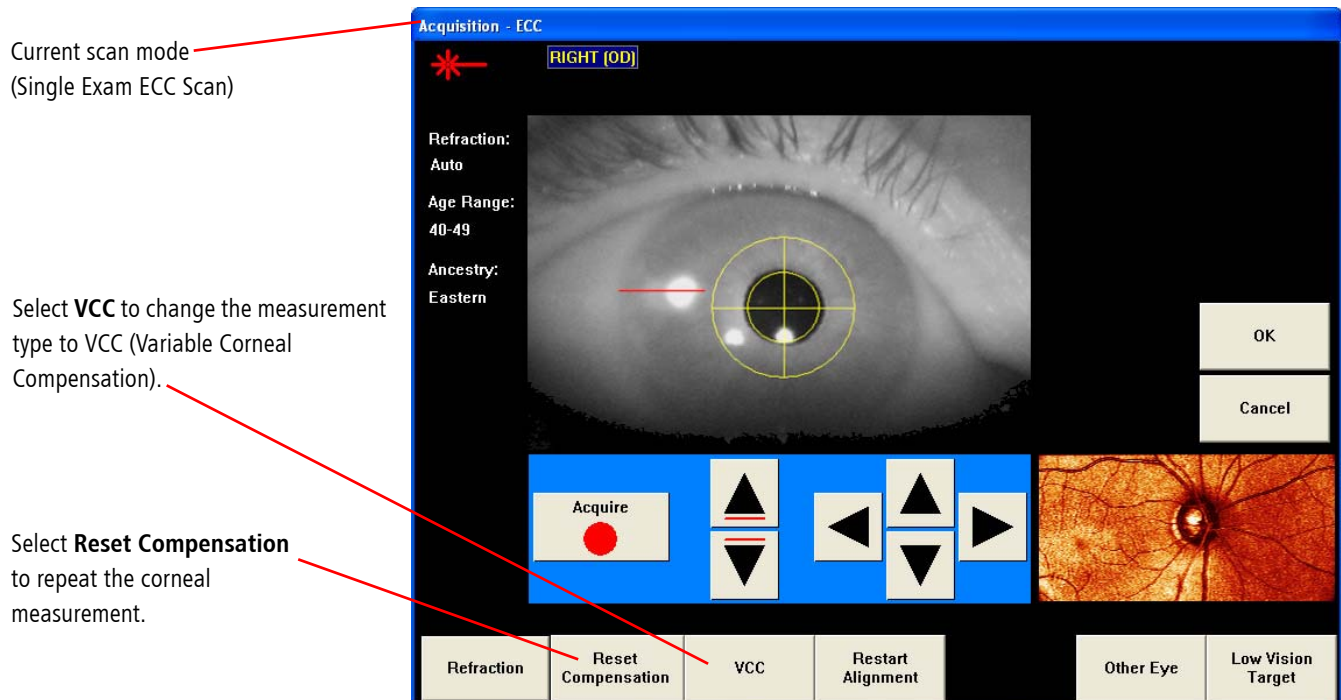 Current scan mode
(Single Exam ECC Scan)
Select VCC to change the measurement
type to VCC (Variable Corneal
Compensation).
Select Reset Compensation
to repeat the corneal
measurement.
Acquisition - ECC
RIGHT (OD)
Refraction:
Auto
Age Range:
40-49
Ancestry:
Eastern
OK
Cancel
Acquire
Refraction
Reset
Compensation
VCC
Restart
Alignment
Other Eye
Low Vision
Target